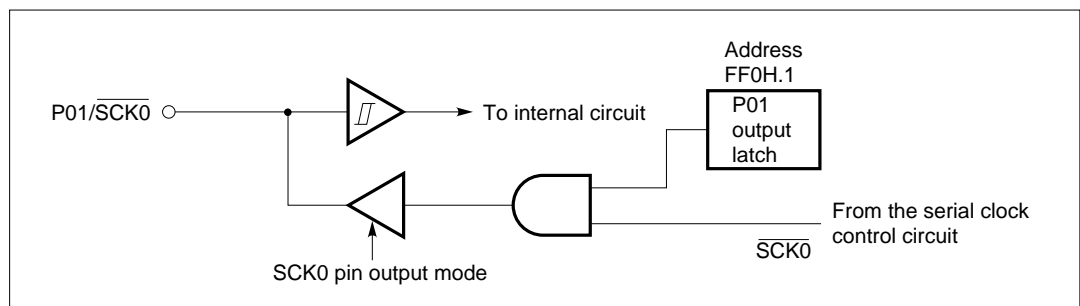 Address
FF0H.1
P01/SCK0
To internal circuit
P01
output
latch
From the serial clock
control circuit
SCK0
SCK0 pin output mode